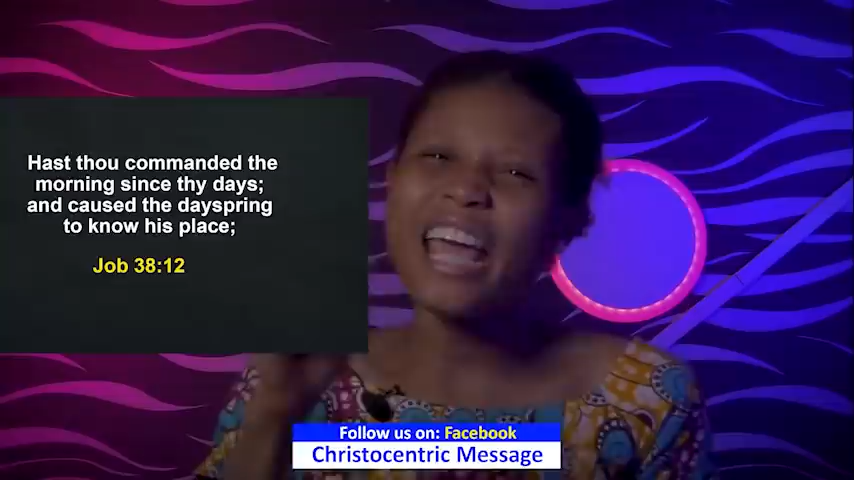 Hast thou commanded the
morning since thy days;
and caused the dayspring
to know his place;
Job 38:12
Follow us on: Facebook
Christocentric Message